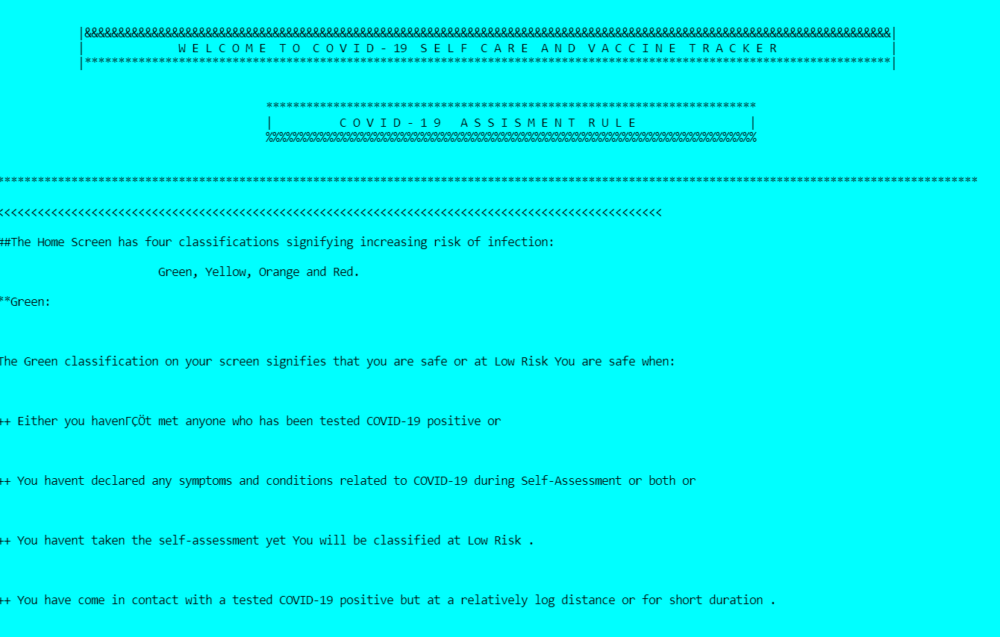 |&&&&&&&&&&&&&&&&&&&&&&&&&&&&&&&&&&&&&&&&&&&&&&&&&&&&&&&&&&&&&&&&&&&&&&&&&&&&&&&&&&&&&&&&&&&&&&&&&&&&&&&&&&&&&&&&&&&&&&&&|
| W E L C O M E T O C O V I D - 19 S E L F C A R E A N D V A C C I N E T R A C K E R |
|************************************************************************************************************************|
*************************************************************************
| C O V I D - 1 9 A S S I S M E N T R U L E |
%%%%%%%%%%%%%%%%%%%%%%%%%%%%%%%%%%%%%%%%%%%%%%%%%%%%%%%%%%%%%%%%%%%%%%%%%%%
**************************************************************************************************************************************************
<<<<<<<<<<<<<<<<<<<<<<<<<<<<<<<<<<<<<<<<<<<<<<<<<<<<<<<<<<<<<<<<<<<<<<<<<<<<<<<<<<<<<<<<<<<<<<<<<<<
##The Home Screen has four classifications signifying increasing risk of infection:
Green, Yellow, Orange and Red.
**Green:
The Green classification on your screen signifies that you are safe or at Low Risk You are safe when:
++ Either you havenΓÇÖt met anyone who has been tested COVID-19 positive or
++ You havent declared any symptoms and conditions related to COVID-19 during Self-Assessment or both or
++ You havent taken the self-assessment yet You will be classified at Low Risk .
++ You have come in contact with a tested COVID-19 positive but at a relatively log distance or for short duration .